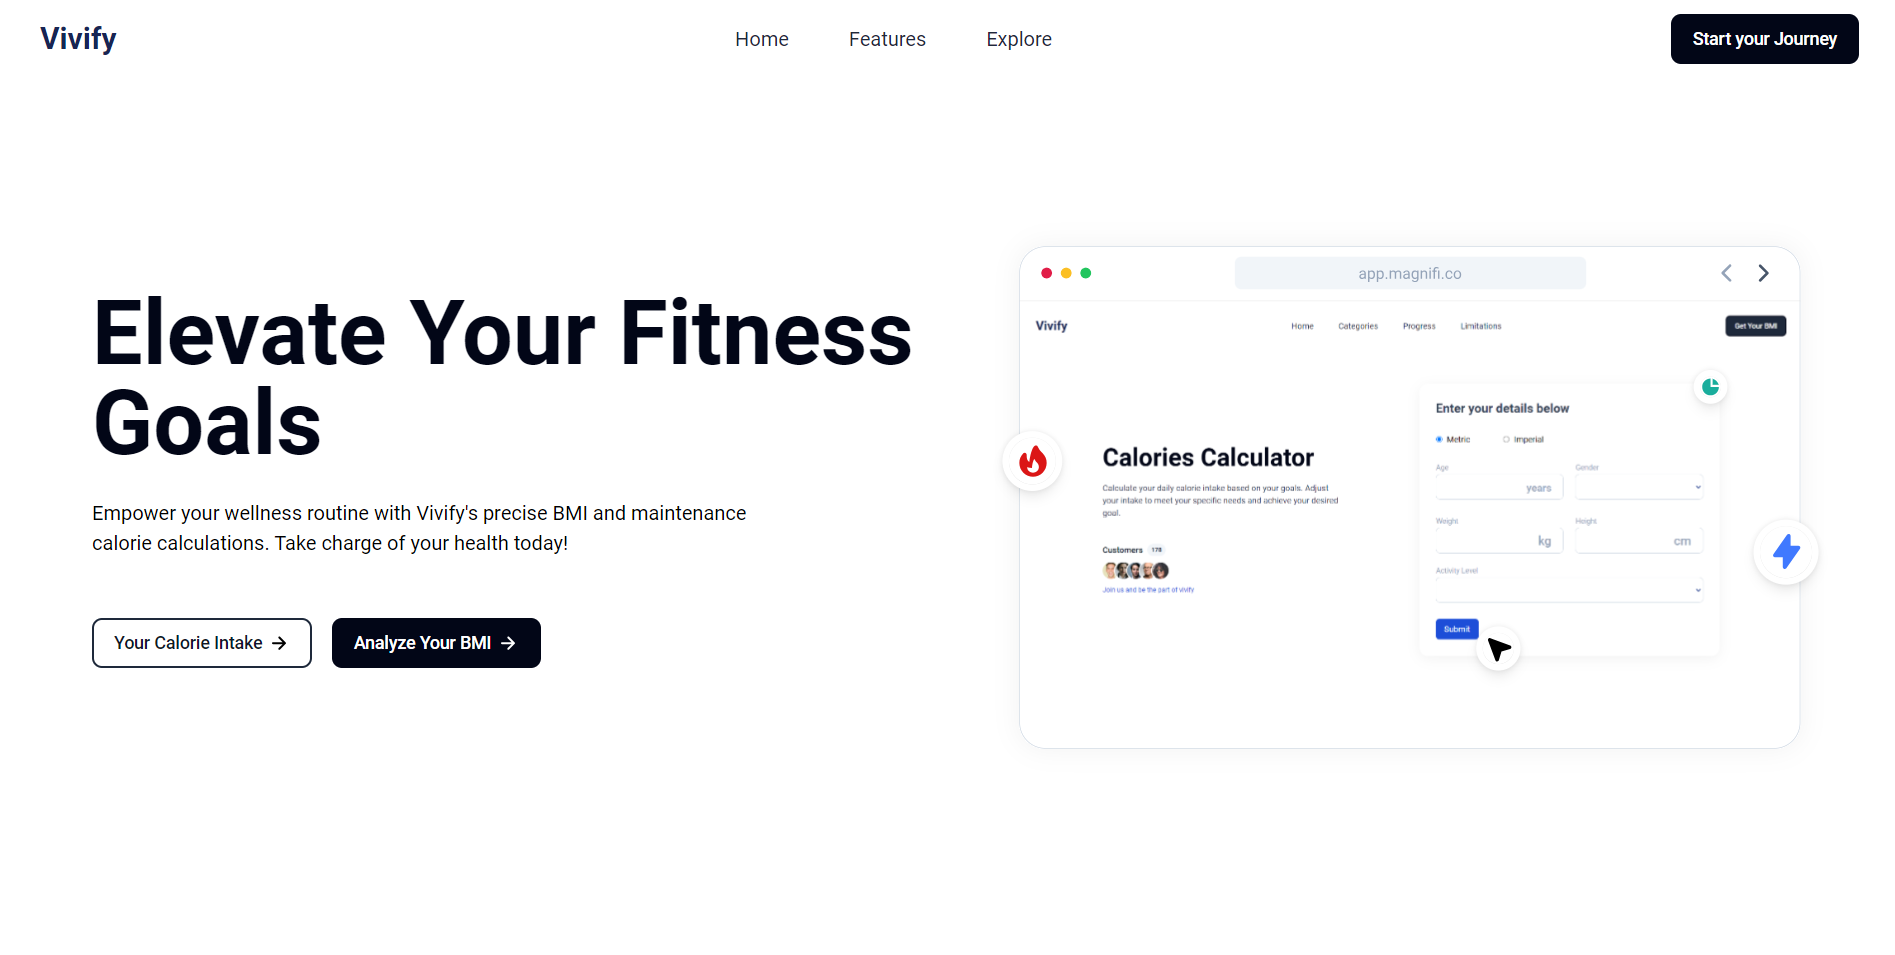 Vivify
Home Features Explore
Start your Journey
Elevate Your Fitness
Goals
Empower your wellness routine with Vivify's precise BMI and maintenance
calorie calculations. Take charge of your health today!
Your Calorie Intake
Analyze Your BMI
app.magnifi.co
Vivify
Home Categories Progress Limitations
Get Your BMI
Calories Calculator
Calculate your daily calorie intake based on your goals. Adjust
your intake to meet your specific needs and achieve your desired
goal.
Customers 178
Join us and be the part of vivify
Enter your details below
Metric Imperial
Age Gender
years
Weight Height
kg cm
Activity Level
Submit